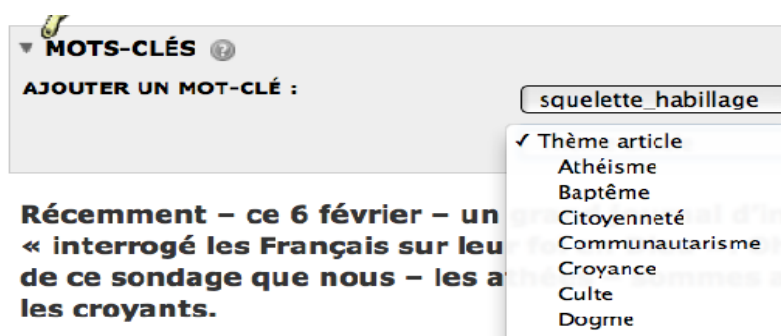 MOTS-CLÉS
AJOUTER UN MOT-CLÉ :
squelette_habillage
✓ Thème article
Athéisme
Baptême
Citoyenneté
Communautarisme
Croyance
Culte
Dogme
Récemment – ce 6 février – un
« interrogé les Français sur leur
de ce sondage que nous – les
les croyants.